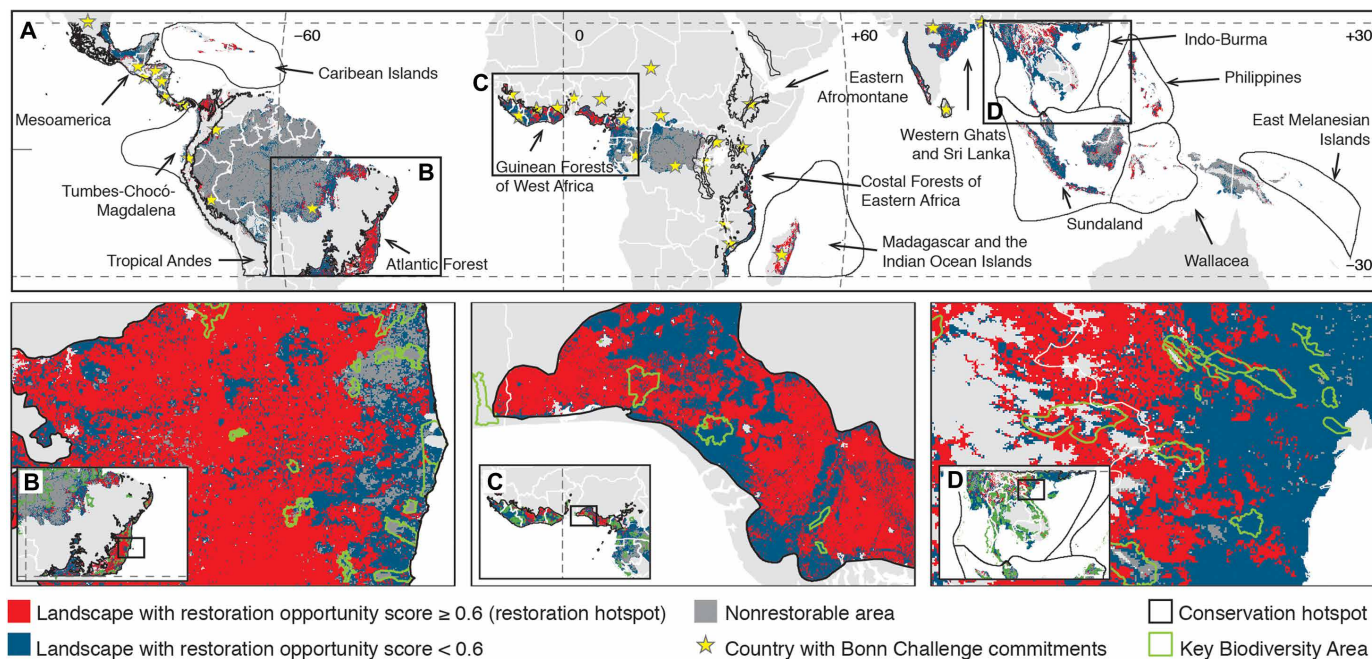 A
−60
0
+60
+30
Caribean Islands
Mesoamerica
Tumbes-Chocó-
Magdalena
Tropical Andes
B
Atlantic Forest
C
Guinean Forests
of West Africa
Eastern
Afromontane
Costal Forests of
Eastern Africa
Madagascar and the
Indian Ocean Islands
Western Ghats
and Sri Lanka
D
Indo-Burma
Philippines
East Melanesian
Islands
Sundaland
Wallacea
−30
B
C
D
Landscape with restoration opportunity score ≥ 0.6 (restoration hotspot)
Nonrestorable area
Conservation hotspot
Landscape with restoration opportunity score < 0.6
Country with Bonn Challenge commitments
Key Biodiversity Area